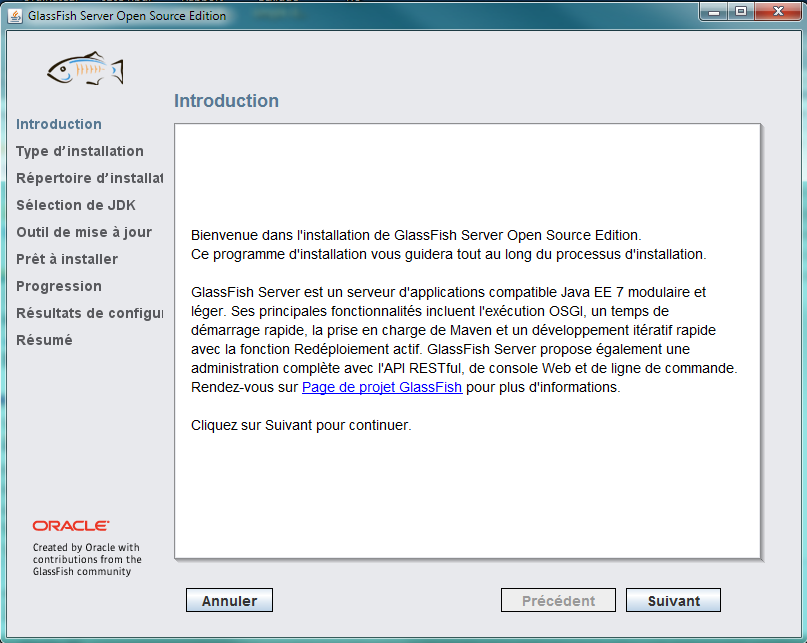 GlassFish Server Open Source Edition
Introduction
Type d’installation
Répertoire d’installat
Sélection de JDK
Outil de mise à jour
Prêt à installer
Progression
Résultats de configur
Résumé
ORACLE
Created by Oracle with
contributions from the
GlassFish community
Introduction
Bienvenue dans l'installation de GlassFish Server Open Source Edition.
Ce programme d'installation vous guidera tout au long du processus d'installation.
GlassFish Server est un serveur d'applications compatible Java EE 7 modulaire et
léger. Ses principales fonctionnalités incluent l'exécution OSGI, un temps de
démarrage rapide, la prise en charge de Maven et un développement itératif rapide
avec la fonction Redéploiement actif. GlassFish Server propose également une
administration complète avec l'API RESTful, de console Web et de ligne de commande.
Rendez-vous sur Page de projet GlassFish pour plus d'informations.
Cliquez sur Suivant pour continuer.
Annuler
Précédent
Suivant